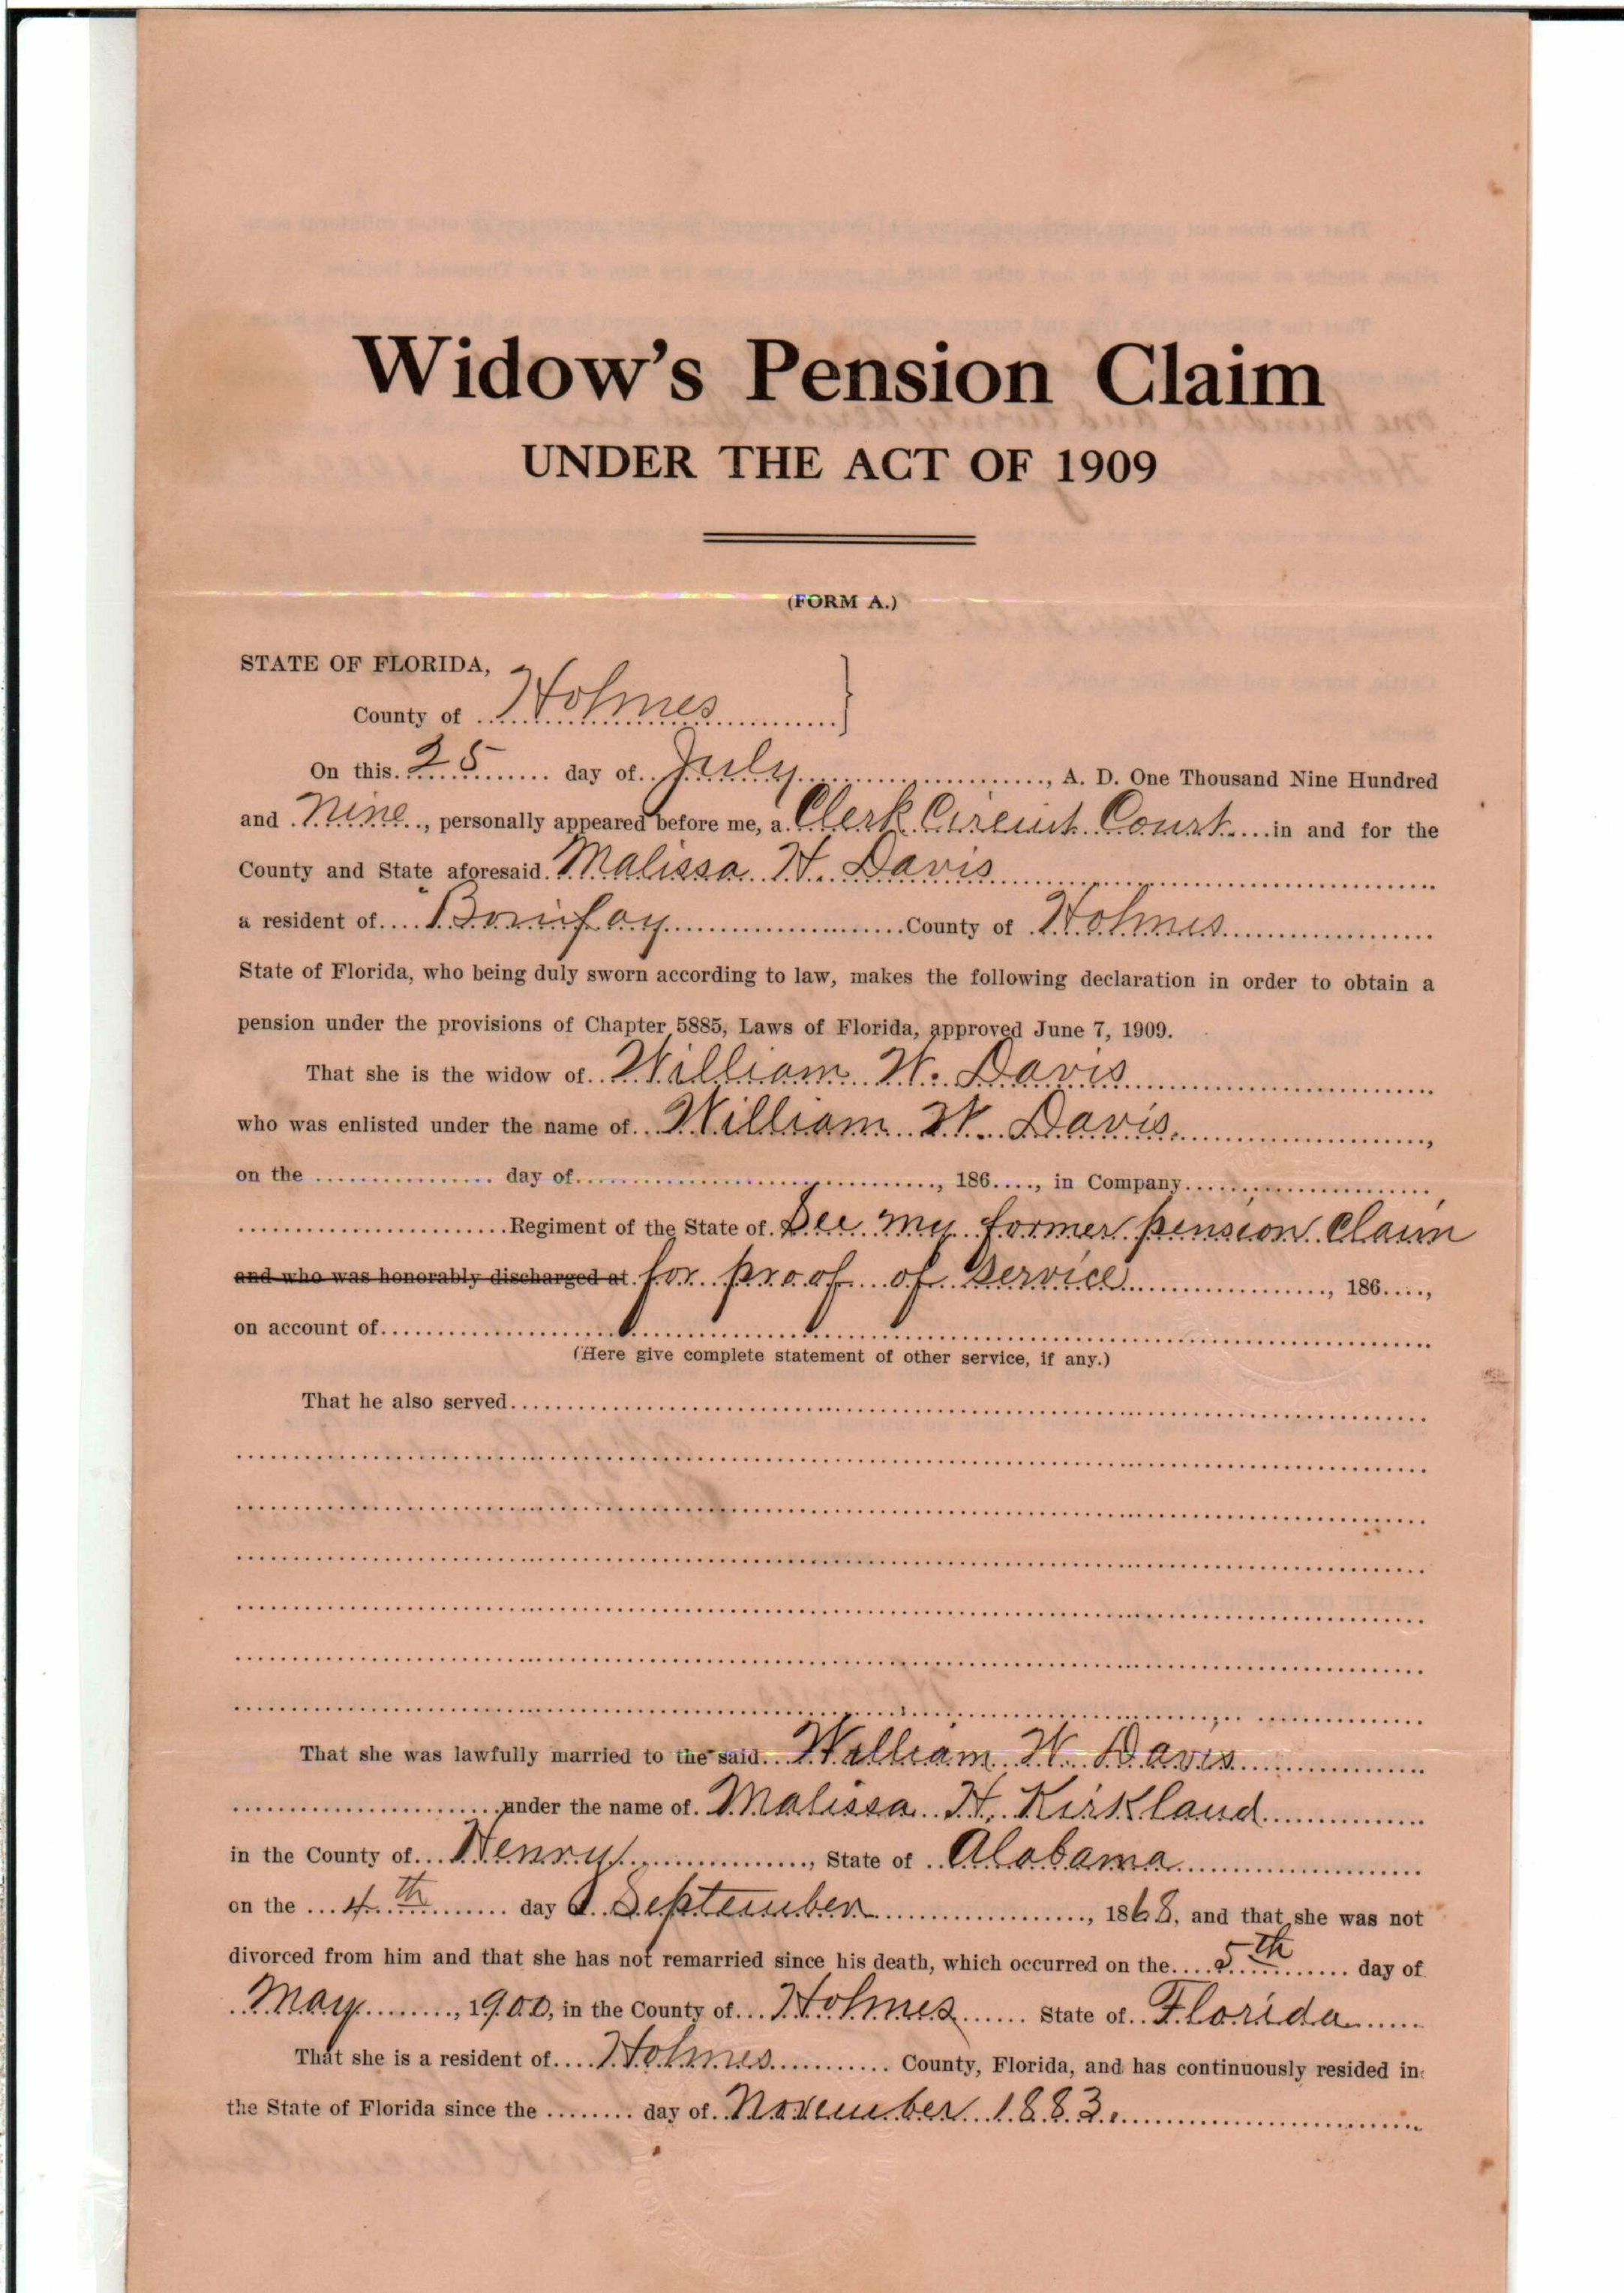 Widow's Pension Claim
UNDER THE ACT OF 1909
(FORM A.)
STATE OF FLORIDA,
County of Holmes
On this 25 day of July, A. D. One Thousand Nine Hundred
and Nine, personally appeared before me, a Clerk Circuit Court in and for the
County and State aforesaid Malissa H. Davis
a resident of Bonifay County of Holmes
State of Florida, who being duly sworn according to law, makes the following declaration in order to obtain a
pension under the provisions of Chapter 5885, Laws of Florida, approved June 7, 1909.
That she is the widow of William W. Davis
who was enlisted under the name of William W. Davis,
on the day of, 186, in Company
Regiment of the State of See my former pension Claim
and who was honorably discharged at for proof of service, 186,
on account of
(Here give complete statement of other service, if any.)
That he also served
That she was lawfully married to the said William W. Davis
under the name of Malissa H. Kirkland
in the County of Henry, State of Alabama
on the 4th day of September, 1868, and that she was not
divorced from him and that she has not remarried since his death, which occurred on the 5th day of
May, 1900, in the County of Holmes State of Florida
That she is a resident of Holmes County, Florida, and has continuously resided in
the State of Florida since the day of November 1883.